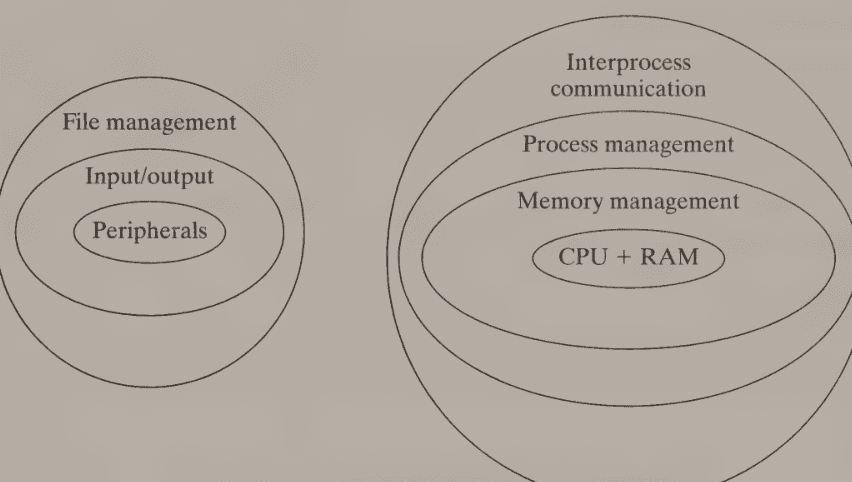 File management
Input/output
Peripherals
Interprocess
communication
Process management
Memory management
CPU + RAM